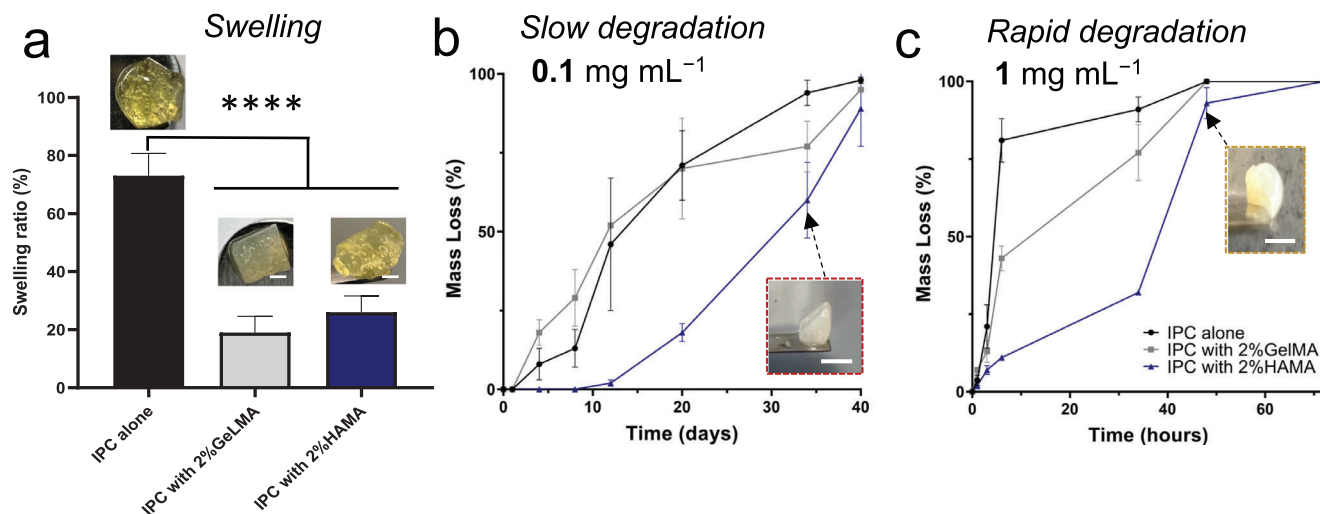 a
Swelling
****
Swelling ratio (%)
100
80
60
40
20
0
IPC alone
IPC with 2%GeLMA
IPC with 2%HAMA
b
Slow degradation
0.1 mg mL⁻¹
Mass Loss (%)
100
50
0
0
10
20
30
40
Time (days)
c
Rapid degradation
1 mg mL⁻¹
Mass Loss (%)
100
50
0
0
20
40
60
Time (hours)
IPC alone
IPC with 2%GelMA
IPC with 2%HAMA